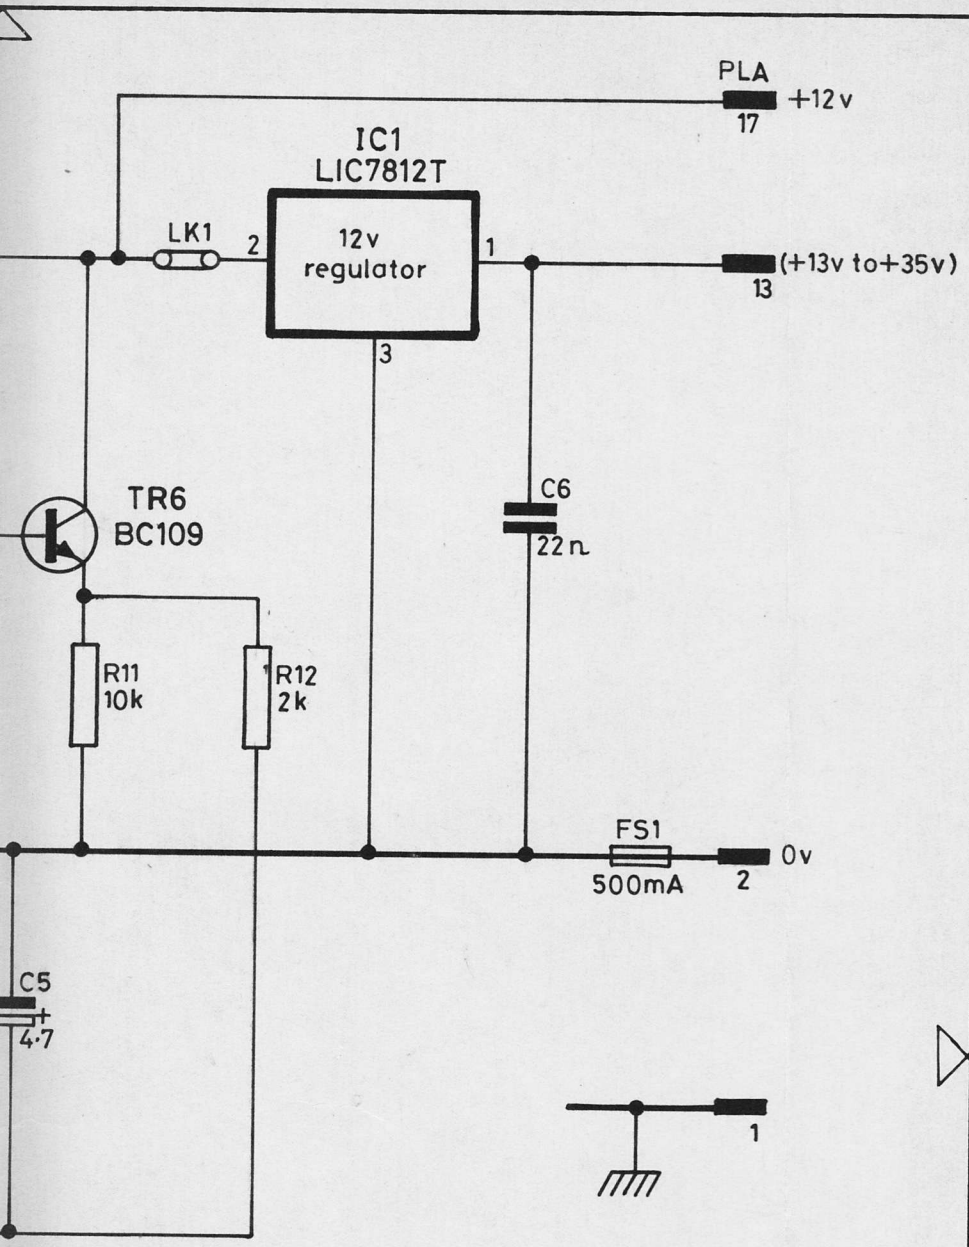 PLA
+12v
17
IC1
LIC7812T
LK1
2
12v
regulator
1
(+13v to+35v)
13
3
C6
22n
TR6
BC109
R11
10k
R12
2k
FS1
500mA
0v
2
C5
+
4.7
1